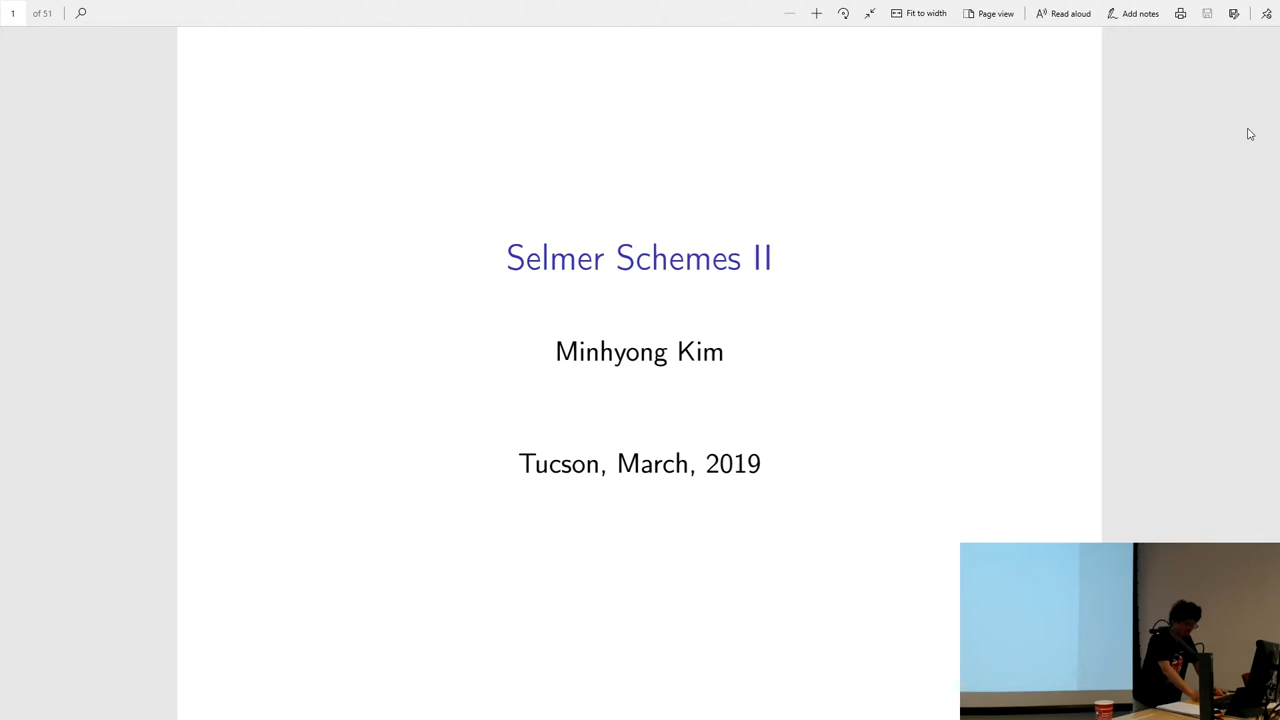 1 of 51 Fit to width Page view Read aloud Add notes
Selmer Schemes II
Minhyong Kim
Tucson, March, 2019